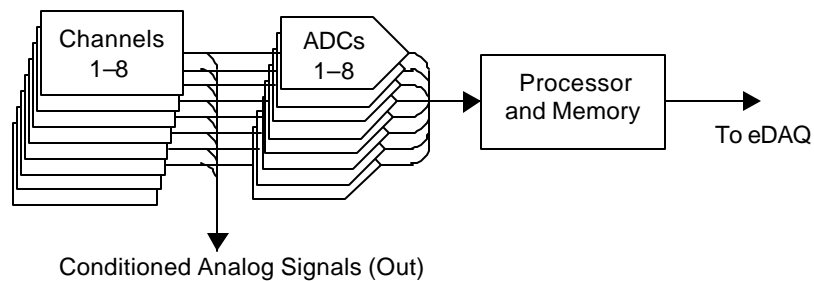 Channels
1–8
ADCs
1–8
Processor
and Memory
To eDAQ
Conditioned Analog Signals (Out)